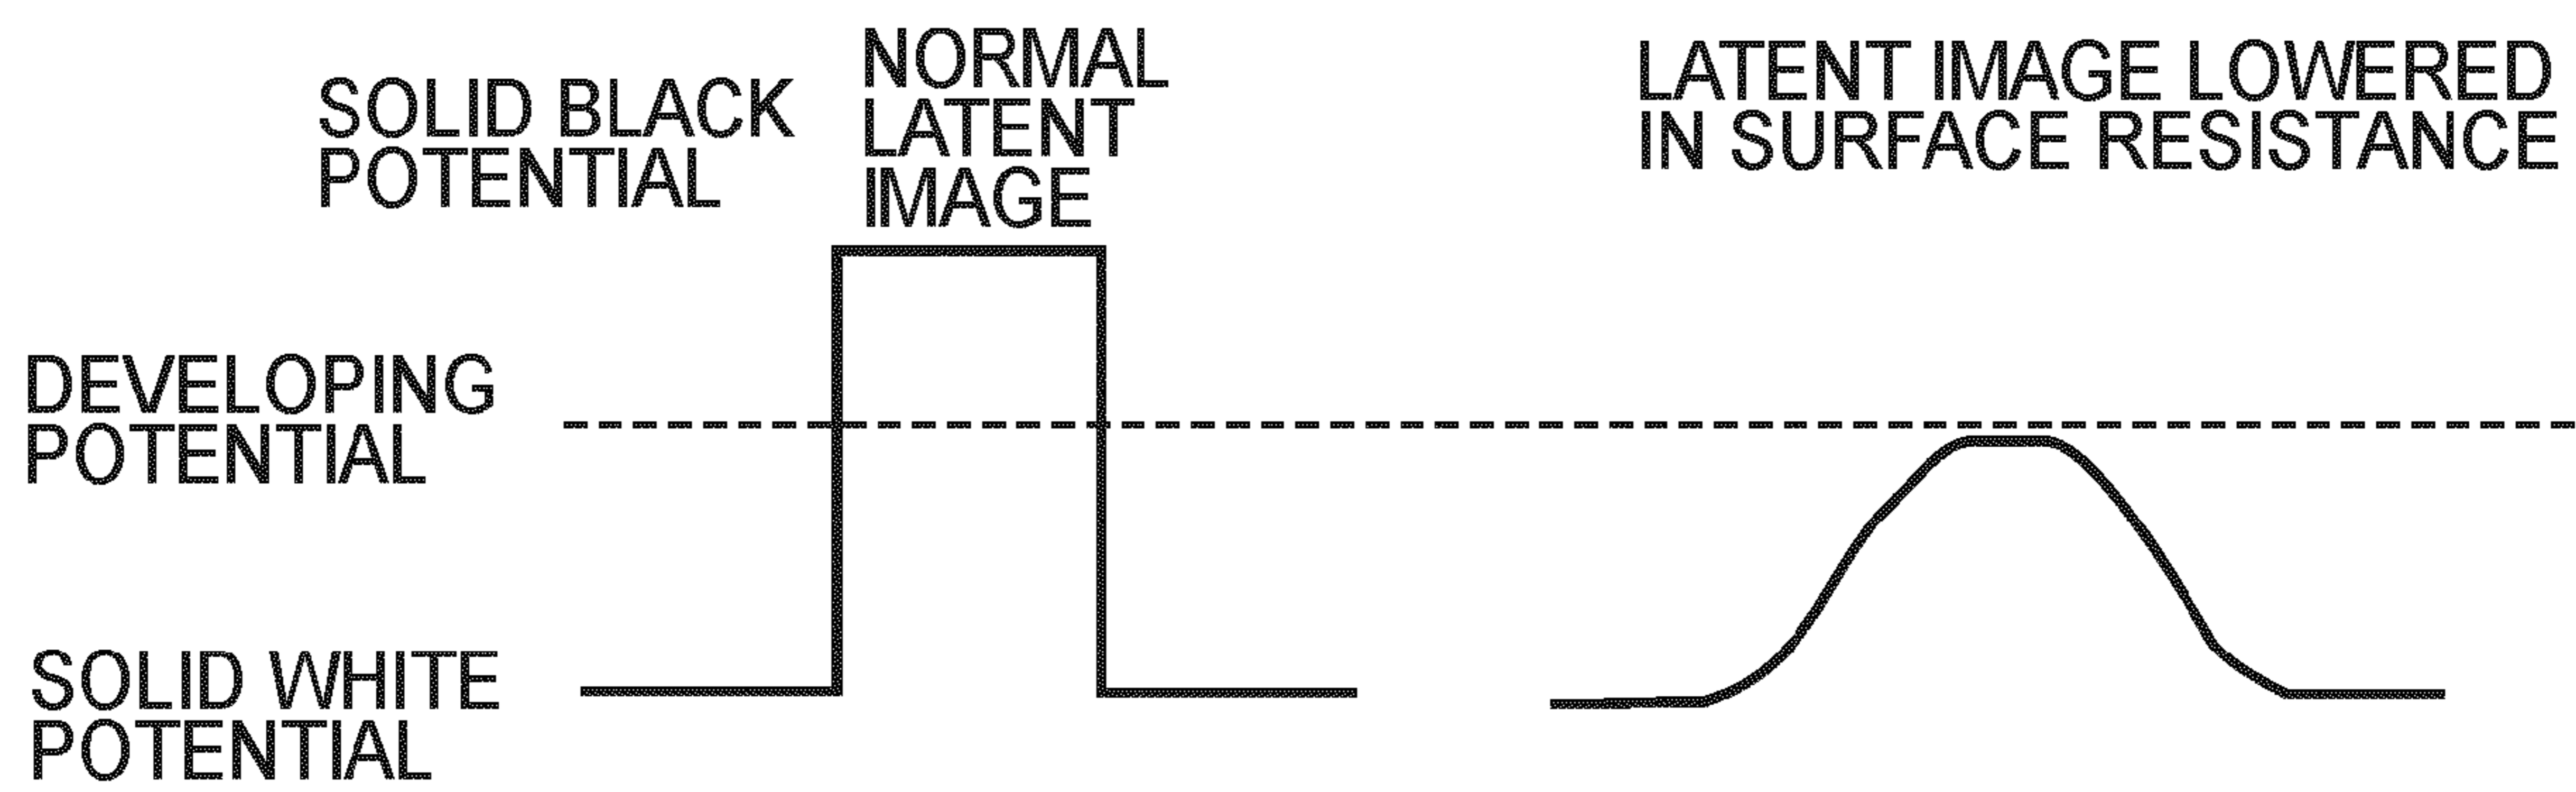 SOLID BLACK
POTENTIAL
NORMAL
LATENT
IMAGE
LATENT IMAGE LOWERED
IN SURFACE RESISTANCE
DEVELOPING
POTENTIAL
SOLID WHITE
POTENTIAL